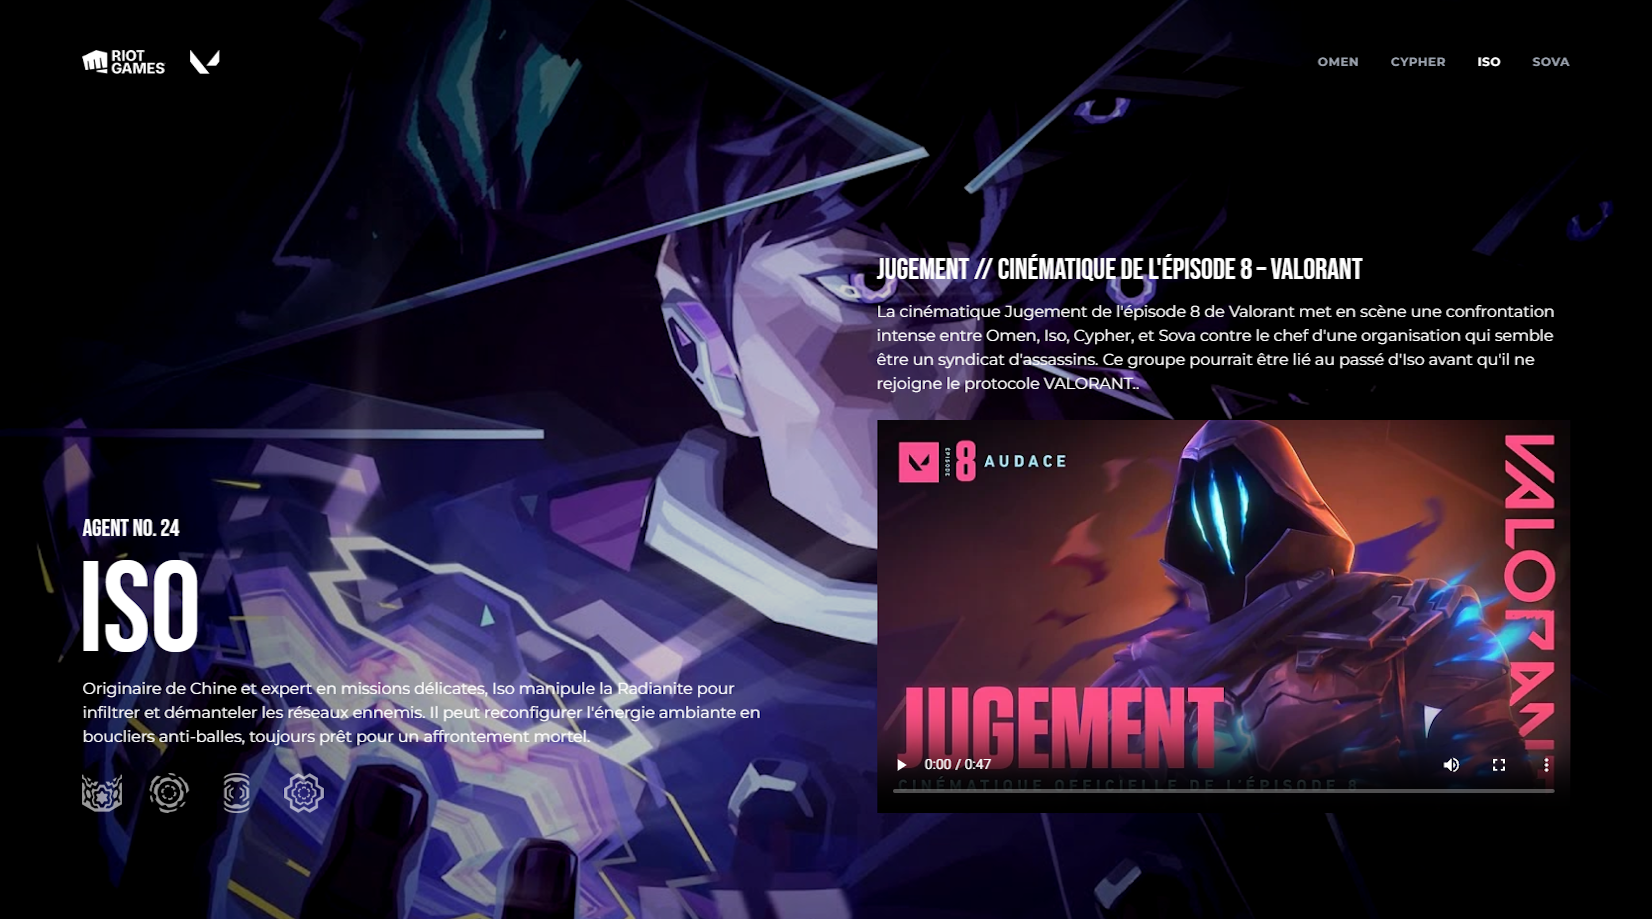 RIOT
GAMES
OMEN CYPHER ISO SOVA
JUGEMENT // CINÉMATIQUE DE L'ÉPISODE 8 – VALORANT
La cinématique Jugement de l'épisode 8 de Valorant met en scène une confrontation
intense entre Omen, Iso, Cypher, et Sova contre le chef d'une organisation qui semble
être un syndicat d'assassins. Ce groupe pourrait être lié au passé d'Iso avant qu'il ne
rejoigne le protocole VALORANT..
EPISODE 8 AUDACE
VALORANT
JUGEMENT
CINÉMATIQUE OFFICIELLE DE L'ÉPISODE 8
0:00 / 0:47
AGENT NO. 24
ISO
Originaire de Chine et expert en missions délicates, Iso manipule la Radianite pour
infiltrer et démanteler les réseaux ennemis. Il peut reconfigurer l'énergie ambiante en
boucliers anti-balles, toujours prêt pour un affrontement mortel.